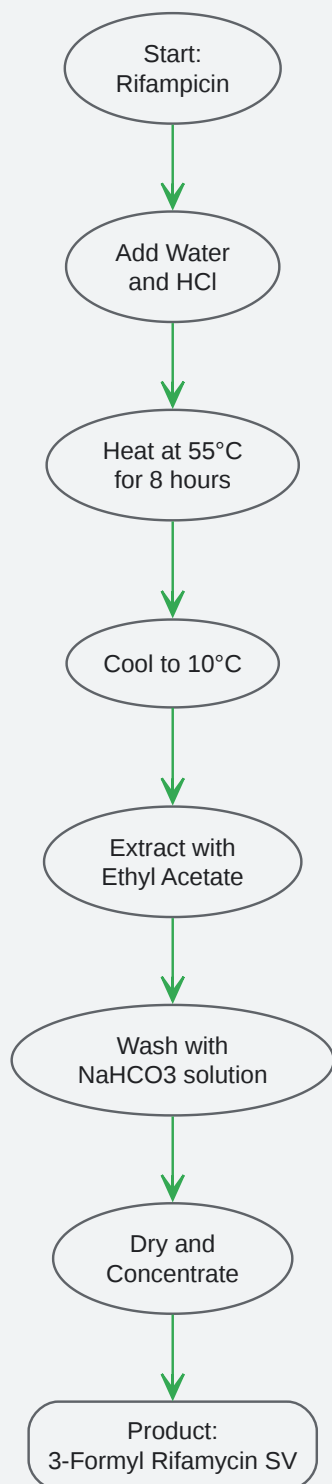 Start:
Rifampicin
Add Water
and HCl
Heat at 55°C
for 8 hours
Cool to 10°C
Extract with
Ethyl Acetate
Wash with
NaHCO3 solution
Dry and
Concentrate
Product:
3-Formyl Rifamycin SV